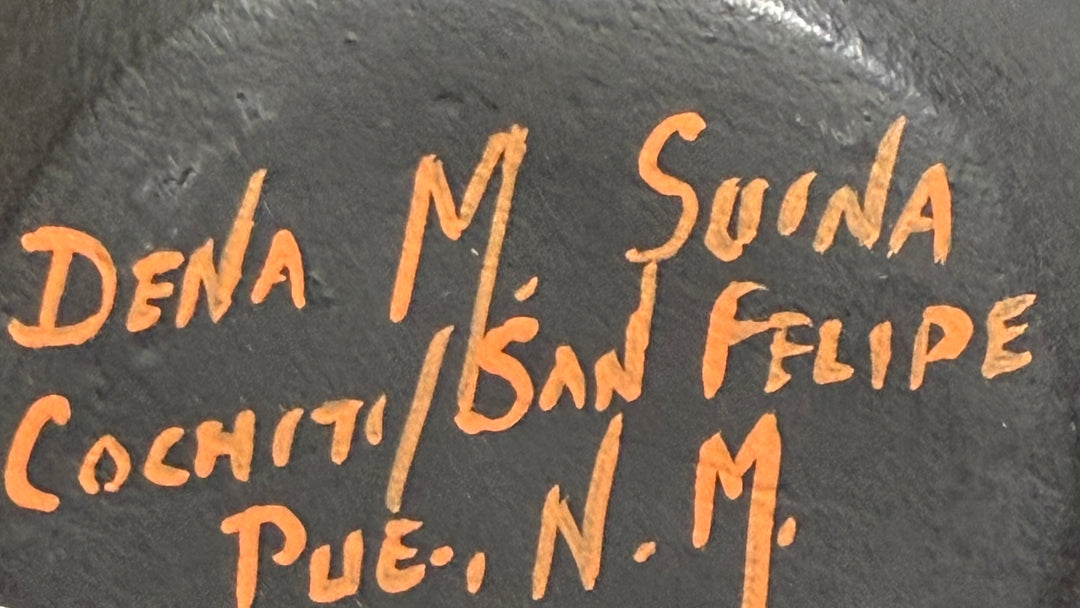 DENA M. SUINA
COCHITI/SAN FELIPE
PUE., N. M.